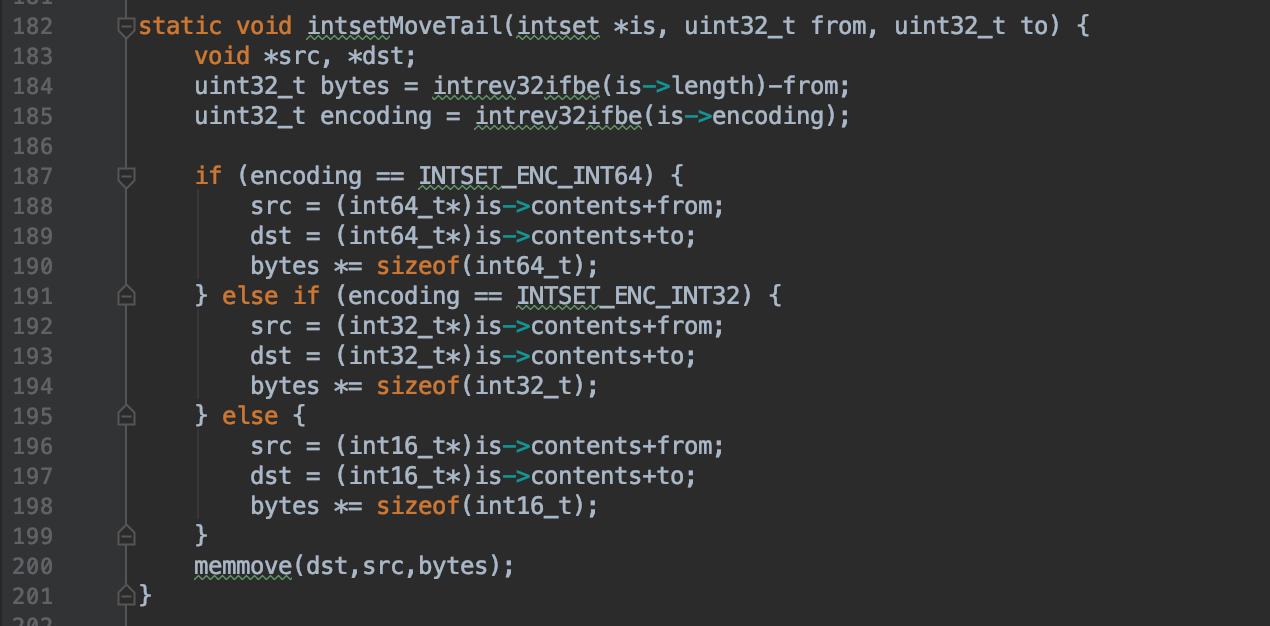 182 static void intsetMoveTail(intset *is, uint32_t from, uint32_t to) {
183     void *src, *dst;
184     uint32_t bytes = intrev32ifbe(is->length)-from;
185     uint32_t encoding = intrev32ifbe(is->encoding);
186
187     if (encoding == INTSET_ENC_INT64) {
188         src = (int64_t*)is->contents+from;
189         dst = (int64_t*)is->contents+to;
190         bytes *= sizeof(int64_t);
191     } else if (encoding == INTSET_ENC_INT32) {
192         src = (int32_t*)is->contents+from;
193         dst = (int32_t*)is->contents+to;
194         bytes *= sizeof(int32_t);
195     } else {
196         src = (int16_t*)is->contents+from;
197         dst = (int16_t*)is->contents+to;
198         bytes *= sizeof(int16_t);
199     }
200     memmove(dst,src,bytes);
201 }